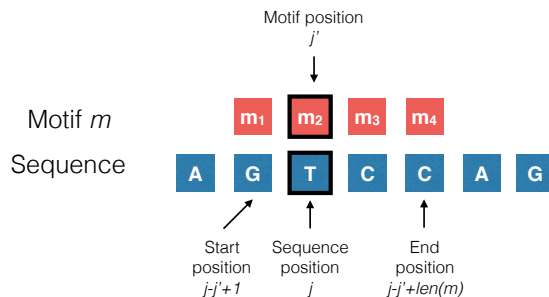 Motif position
j'
Motif m
m1 m2 m3 m4
Sequence
A G T C C A G
Start position
j-j'+1
Sequence position
j
End position
j-j'+len(m)